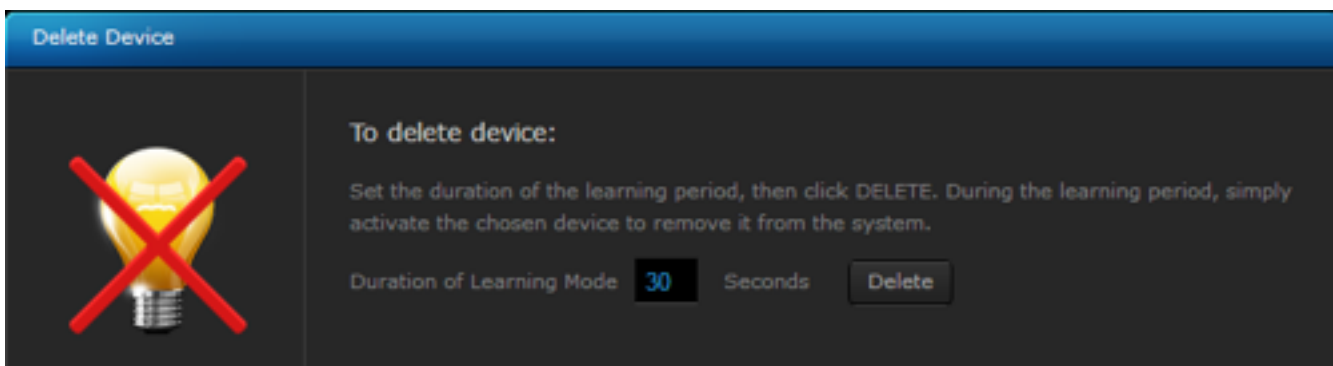 Delete Device
To delete device:
Set the duration of the learning period, then click DELETE. During the learning period, simply
activate the chosen device to remove it from the system.
Duration of Learning Mode 30 Seconds Delete